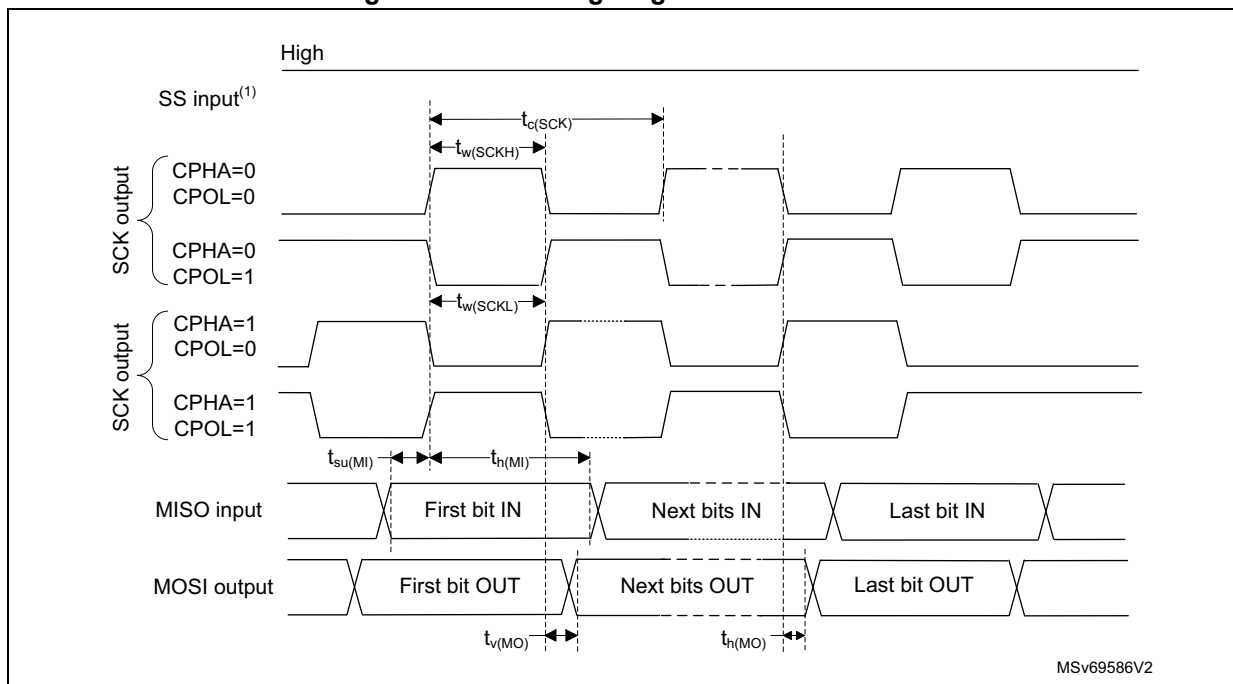 High
SS input(1)
tc(SCK)
tw(SCKH)
SCK output
CPHA=0
CPOL=0
CPHA=0
CPOL=1
tw(SCKL)
SCK output
CPHA=1
CPOL=0
CPHA=1
CPOL=1
tsu(MI)
th(MI)
MISO input
First bit IN
Next bits IN
Last bit IN
MOSI output
First bit OUT
Next bits OUT
Last bit OUT
tv(MO)
th(MO)
MSv69586V2